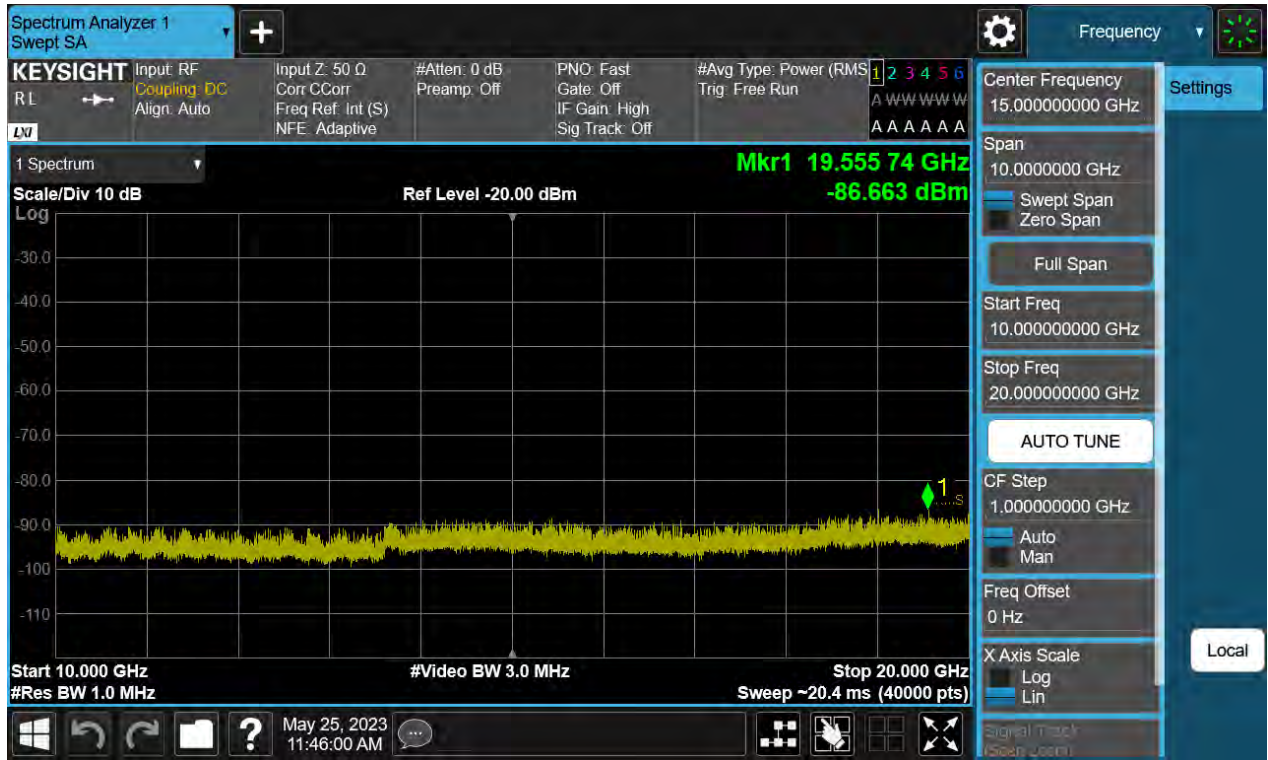 Spectrum Analyzer 1
Swept SA
+
Frequency
KEYSIGHT
RL
LXI
Input: RF
Coupling: DC
Align: Auto
Input Z: 50 Ω
Corr CCorr
Freq Ref: Int (S)
NFE: Adaptive
#Atten: 0 dB
Preamp: Off
PNO: Fast
Gate: Off
IF Gain: High
Sig Track: Off
#Avg Type: Power (RMS
Trig: Free Run
1 2 3 4 5 6
A W W W W W
A A A A A A
1 Spectrum
Mkr1 19.555 74 GHz
-86.663 dBm
Scale/Div 10 dB
Ref Level -20.00 dBm
Log
-30.0
-40.0
-50.0
-60.0
-70.0
-80.0
-90.0
-100
-110
1
S
Start 10.000 GHz
#Video BW 3.0 MHz
Stop 20.000 GHz
#Res BW 1.0 MHz
Sweep ~20.4 ms (40000 pts)
?
May 25, 2023
11:46:00 AM
Center Frequency
15.000000000 GHz
Settings
Span
10.0000000 GHz
Swept Span
Zero Span
Full Span
Start Freq
10.000000000 GHz
Stop Freq
20.000000000 GHz
AUTO TUNE
CF Step
1.000000000 GHz
Auto
Man
Freq Offset
0 Hz
X Axis Scale
Log
Lin
Local
Signal Track
(Span Zoom)